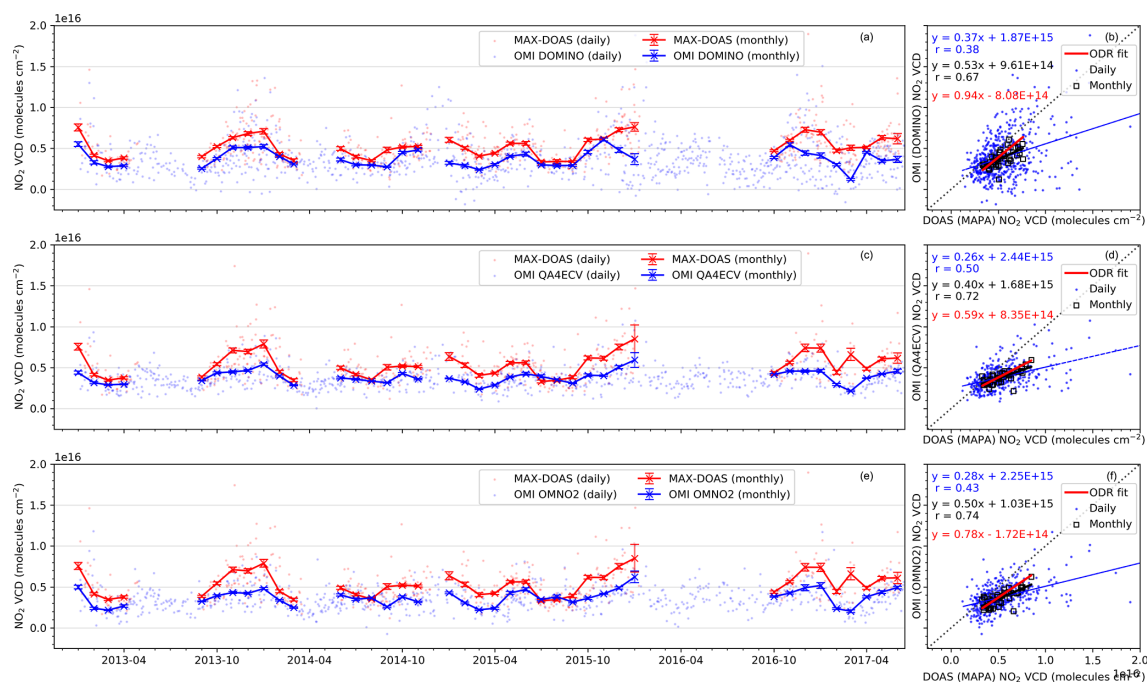 1e16
2.0
1.5
1.0
0.5
0.0
NO2 VCD (molecules cm−2)
MAX-DOAS (daily)
OMI DOMINO (daily)
MAX-DOAS (monthly)
OMI DOMINO (monthly)
(a)
y = 0.37x + 1.87E+15
r = 0.38
y = 0.53x + 9.61E+14
r = 0.67
y = 0.94x - 8.08E+14
(b)
ODR fit
Daily
Monthly
OMI (DOMINO) NO2 VCD
DOAS (MAPA) NO2 VCD (molecules cm−2)
1e16
2.0
1.5
1.0
0.5
0.0
NO2 VCD (molecules cm−2)
MAX-DOAS (daily)
OMI QA4ECV (daily)
MAX-DOAS (monthly)
OMI QA4ECV (monthly)
(c)
y = 0.26x + 2.44E+15
r = 0.50
y = 0.40x + 1.68E+15
r = 0.72
y = 0.59x + 8.35E+14
(d)
ODR fit
Daily
Monthly
OMI (QA4ECV) NO2 VCD
DOAS (MAPA) NO2 VCD (molecules cm−2)
1e16
2.0
1.5
1.0
0.5
0.0
NO2 VCD (molecules cm−2)
MAX-DOAS (daily)
OMI OMNO2 (daily)
MAX-DOAS (monthly)
OMI OMNO2 (monthly)
(e)
2013-04
2013-10
2014-04
2014-10
2015-04
2015-10
2016-04
2016-10
2017-04
y = 0.28x + 2.25E+15
r = 0.43
y = 0.50x + 1.03E+15
r = 0.74
y = 0.78x - 1.72E+14
(f)
ODR fit
Daily
Monthly
OMI (OMNO2) NO2 VCD
0.0
0.5
1.0
1.5
2.0
1e16
DOAS (MAPA) NO2 VCD (molecules cm−2)